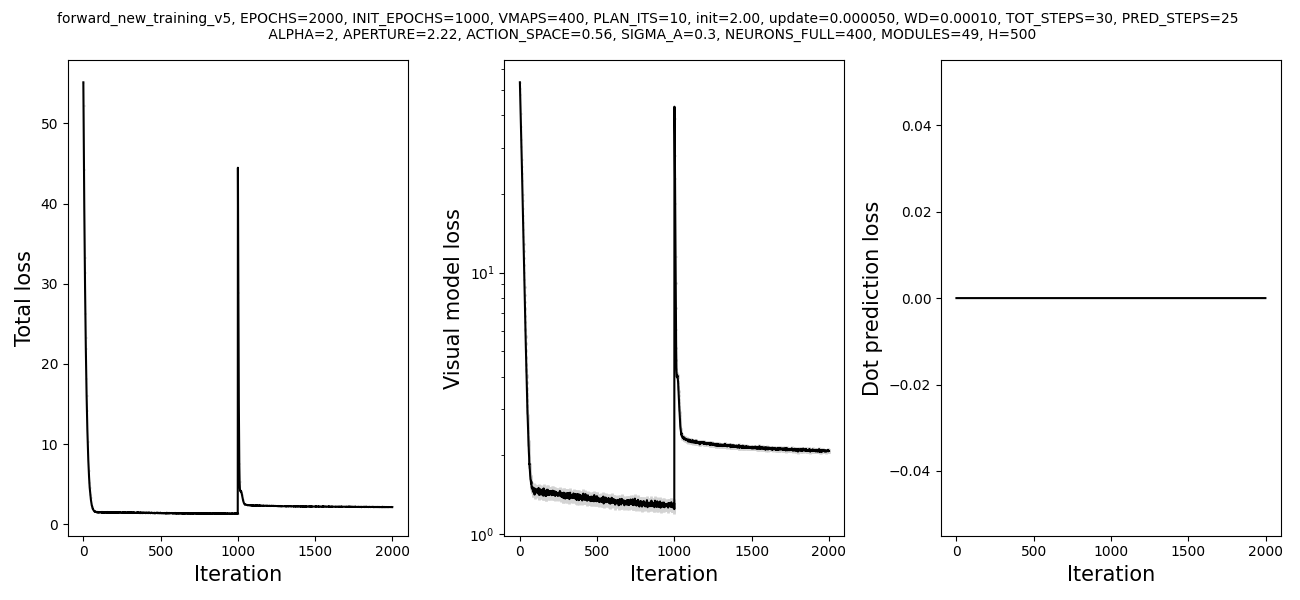 forward_new_training_v5, EPOCHS=2000, INIT_EPOCHS=1000, VMAPS=400, PLAN_ITS=10, init=2.00, update=0.000050, WD=0.00010, TOT_STEPS=30, PRED_STEPS=25
ALPHA=2, APERTURE=2.22, ACTION_SPACE=0.56, SIGMA_A=0.3, NEURONS_FULL=400, MODULES=49, H=500
Total loss
50
40
30
20
10
0
0 500 1000 1500 2000
Iteration
Visual model loss
10¹
10⁰
0 500 1000 1500 2000
Iteration
Dot prediction loss
0.04
0.02
0.00
−0.02
−0.04
0 500 1000 1500 2000
Iteration